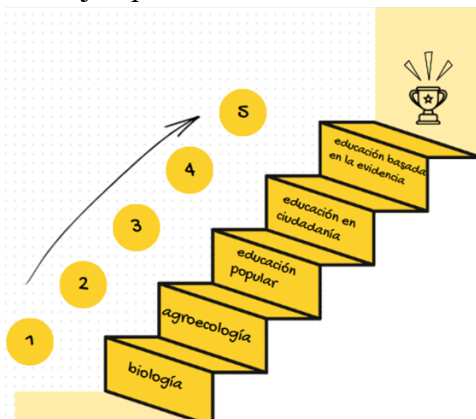 5
educación basada
en la evidencia
4
educación en
ciudadanía
3
educación
popular
2
agroecología
1
biología